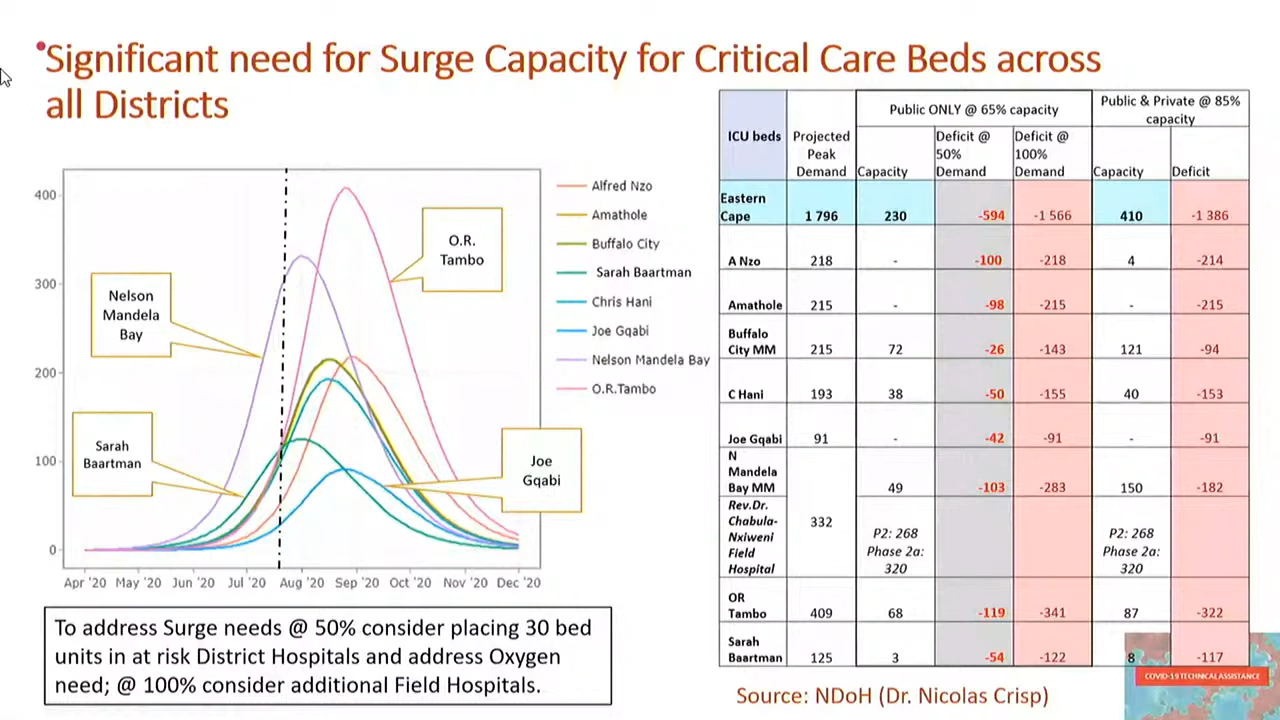 Significant need for Surge Capacity for Critical Care Beds across
all Districts
400
300
200
100
0
Apr '20 May '20 Jun '20 Jul '20 Aug '20 Sep '20 Oct '20 Nov '20 Dec '20
Nelson
Mandela
Bay
O.R.
Tambo
Sarah
Baartman
Joe
Gqabi
Alfred Nzo
Amathole
Buffalo City
Sarah Baartman
Chris Hani
Joe Gqabi
Nelson Mandela Bay
O.R.Tambo
To address Surge needs @ 50% consider placing 30 bed
units in at risk District Hospitals and address Oxygen
need; @ 100% consider additional Field Hospitals.
ICU beds
Projected
Peak
Demand
Public ONLY @ 65% capacity
Public & Private @ 85%
capacity
Capacity
Deficit @
50%
Demand
Deficit @
100%
Demand
Capacity
Deficit
Eastern
Cape 1 796 230 -594 -1 566 410 -1 386
A Nzo 218 - -100 -218 4 -214
Amathole 215 - -98 -215 - -215
Buffalo
City MM 215 72 -26 -143 121 -94
C Hani 193 38 -50 -155 40 -153
Joe Gqabi 91 - -42 -91 - -91
N
Mandela
Bay MM 49 -103 -283 150 -182
332
Rev.Dr.
Chabula-
Nxiweni
Field
Hospital
P2: 268
Phase 2a:
320
P2: 268
Phase 2a:
320
OR
Tambo 409 68 -119 -341 87 -322
Sarah
Baartman 125 3 -54 -122 8 -117
COVID-19 TECHNICAL ASSISTANCE
Source: NDoH (Dr. Nicolas Crisp)